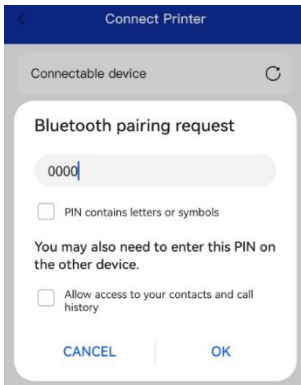 Connect Printer
Connectable device
Bluetooth pairing request
0000
PIN contains letters or symbols
You may also need to enter this PIN on
the other device.
Allow access to your contacts and call
history
CANCEL OK